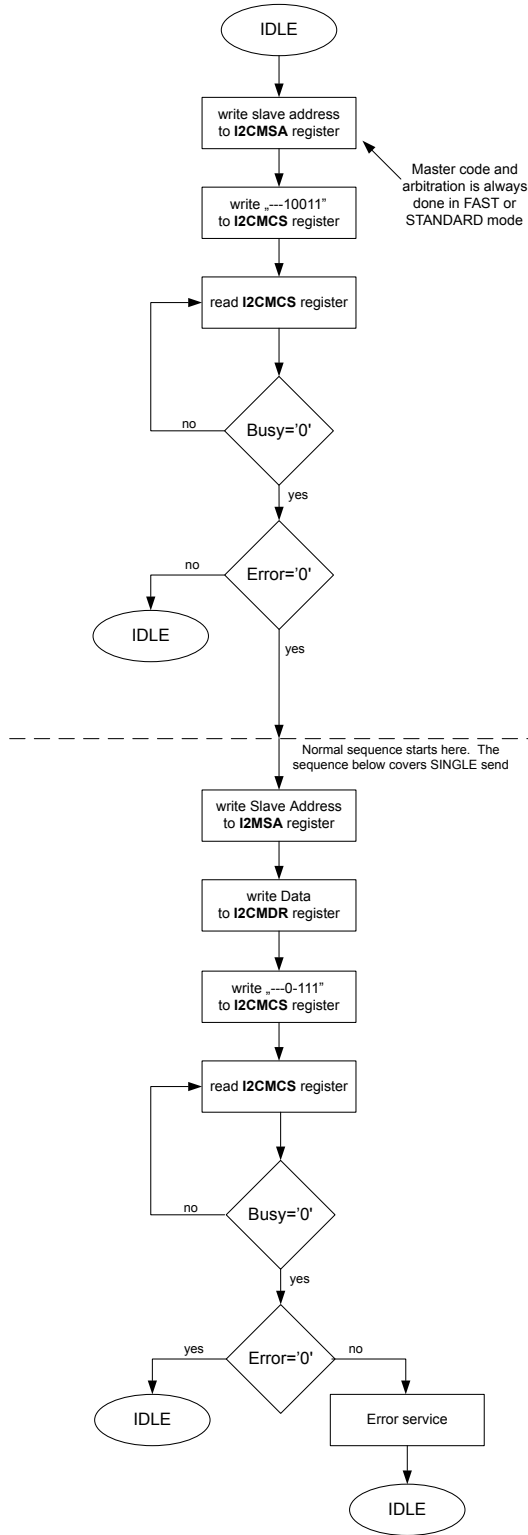 IDLE
write slave address
to I2CMSA register
Master code and
arbitration is always
done in FAST or
STANDARD mode
write „---10011”
to I2CMCS register
read I2CMCS register
Busy='0'
no
yes
Error='0'
no
IDLE
yes
Normal sequence starts here. The
sequence below covers SINGLE send
write Slave Address
to I2MSA register
write Data
to I2CMDR register
write „---0-111”
to I2CMCS register
read I2CMCS register
Busy='0'
no
yes
Error='0'
yes
no
IDLE
Error service
IDLE